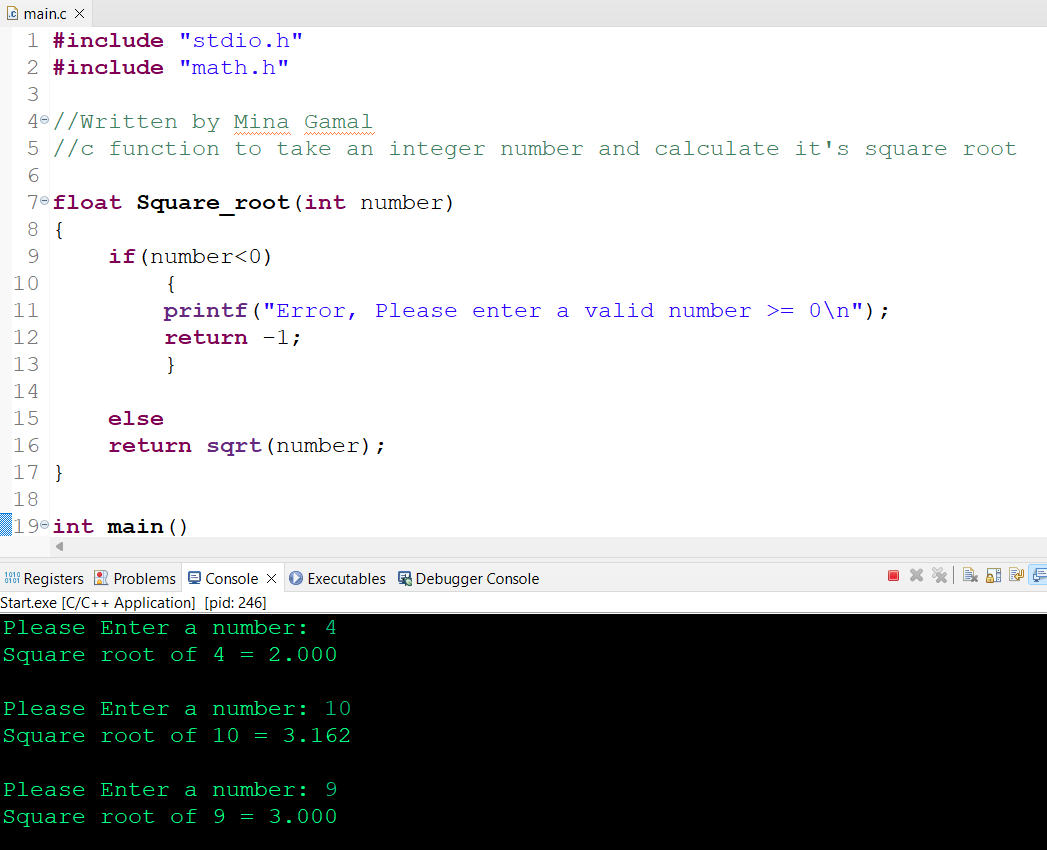 main.c
1 #include "stdio.h"
2 #include "math.h"
3
4 //Written by Mina Gamal
5 //c function to take an integer number and calculate it's square root
6
7 float Square_root(int number)
8 {
9     if(number<0)
10         {
11         printf("Error, Please enter a valid number >= 0\n");
12         return -1;
13         }
14
15     else
16     return sqrt(number);
17 }
18
19 int main()
Registers Problems Console Executables Debugger Console
Start.exe [C/C++ Application] [pid: 246]
Please Enter a number: 4
Square root of 4 = 2.000
Please Enter a number: 10
Square root of 10 = 3.162
Please Enter a number: 9
Square root of 9 = 3.000